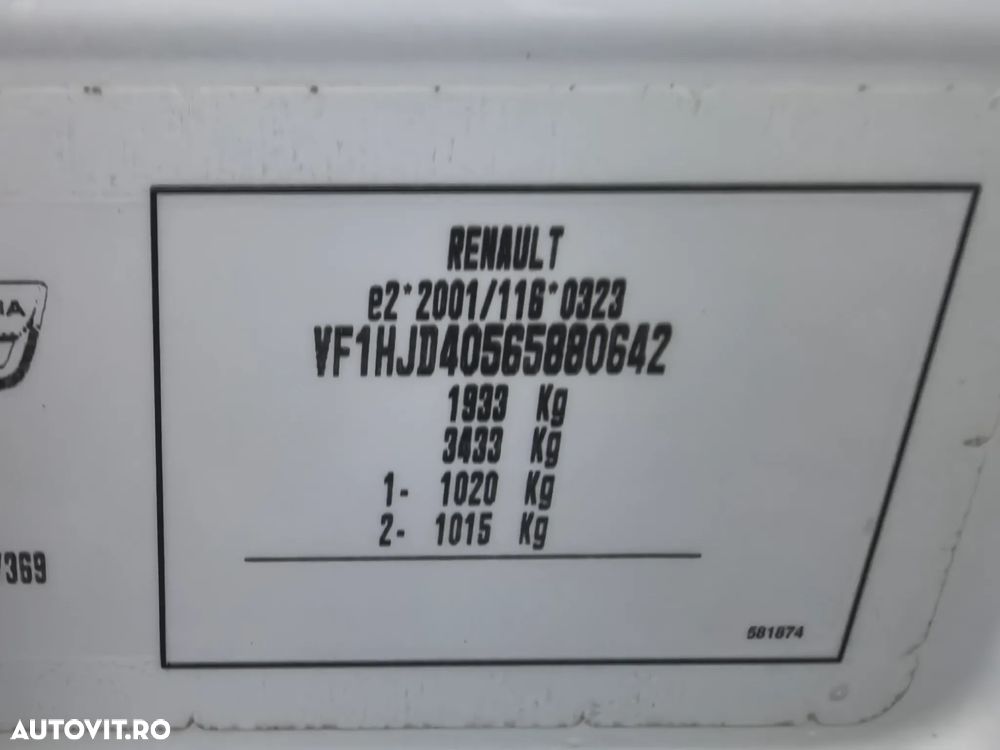 RENAULT
e2*2001/116*0323
VF1HJD40565880642
1933 Kg
3433 Kg
1- 1020 Kg
2- 1015 Kg
369
581874
AUTOVIT.RO